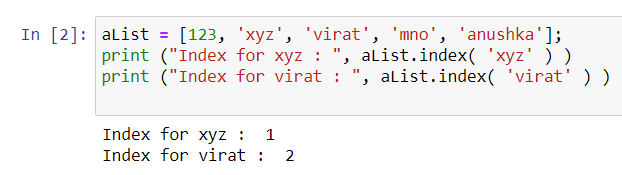 In [2]: aList = [123, 'xyz', 'virat', 'mno', 'anushka'];
print ("Index for xyz : ", aList.index( 'xyz' ) )
print ("Index for virat : ", aList.index( 'virat' ) )
Index for xyz :  1
Index for virat :  2